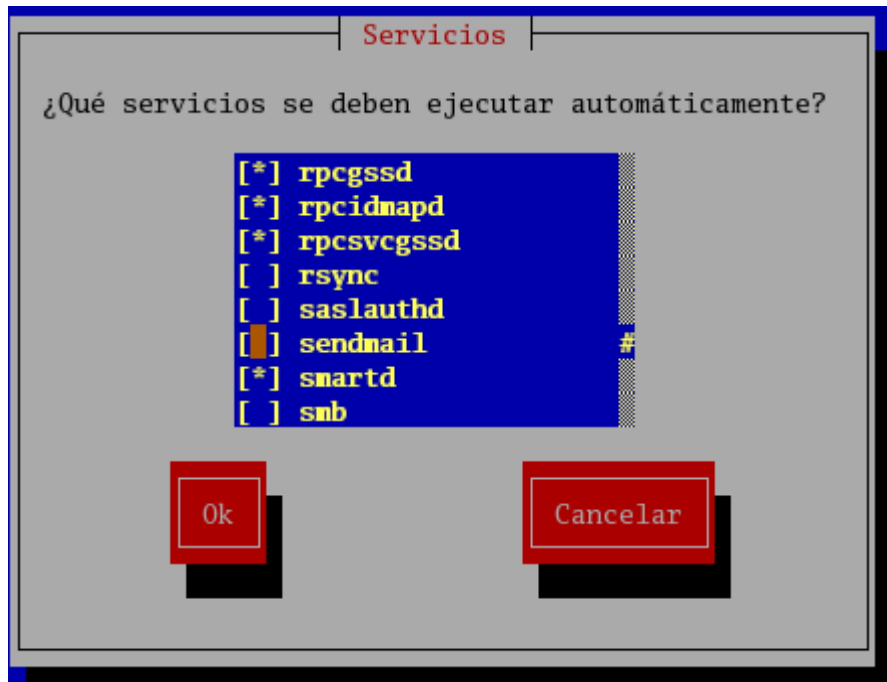 Servicios
¿Qué servicios se deben ejecutar automáticamente?
[*] rpcgssd
[*] rpcidmapd
[*] rpcsvcgssd
[ ] rsync
[ ] saslauthd
[ ] sendmail #
[*] smartd
[ ] smb
Ok Cancelar